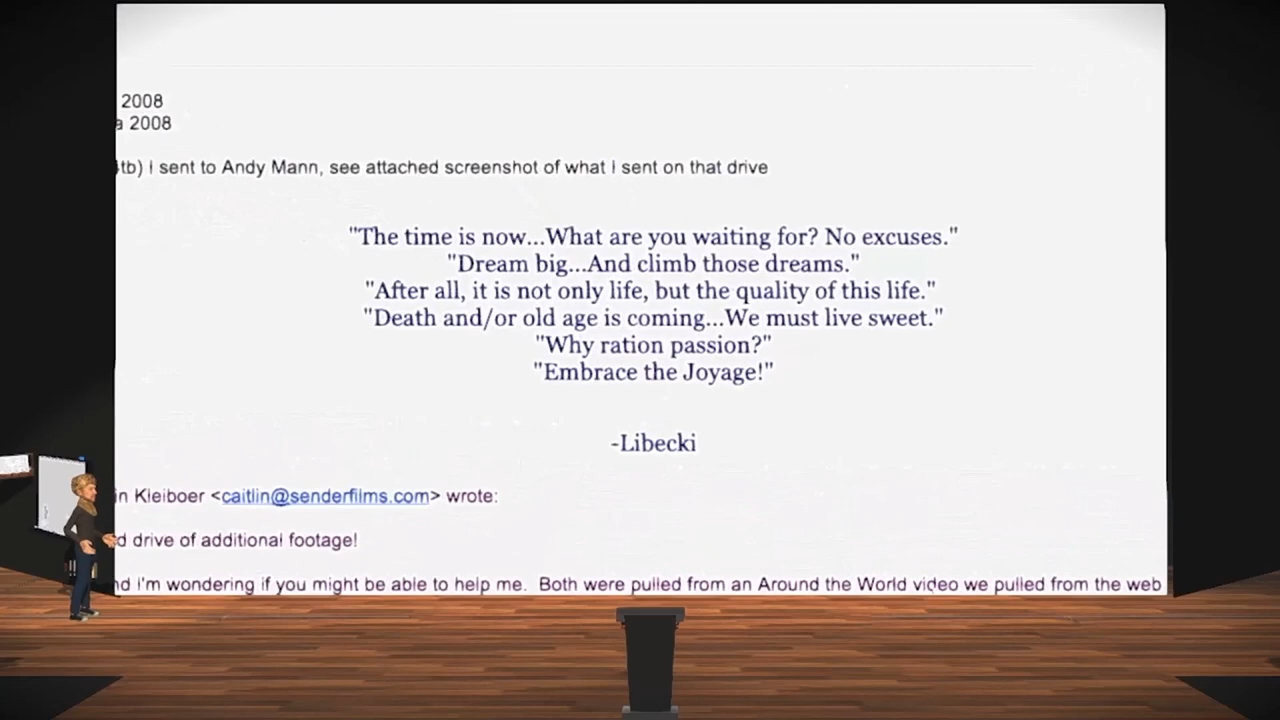 2008
a 2008
tb) I sent to Andy Mann, see attached screenshot of what I sent on that drive
"The time is now...What are you waiting for? No excuses."
"Dream big...And climb those dreams."
"After all, it is not only life, but the quality of this life."
"Death and/or old age is coming...We must live sweet."
"Why ration passion?"
"Embrace the Joyage!"
-Libecki
in Kleiboer <caitlin@senderfilms.com> wrote:
d drive of additional footage!
nd I'm wondering if you might be able to help me.  Both were pulled from an Around the World video we pulled from the web